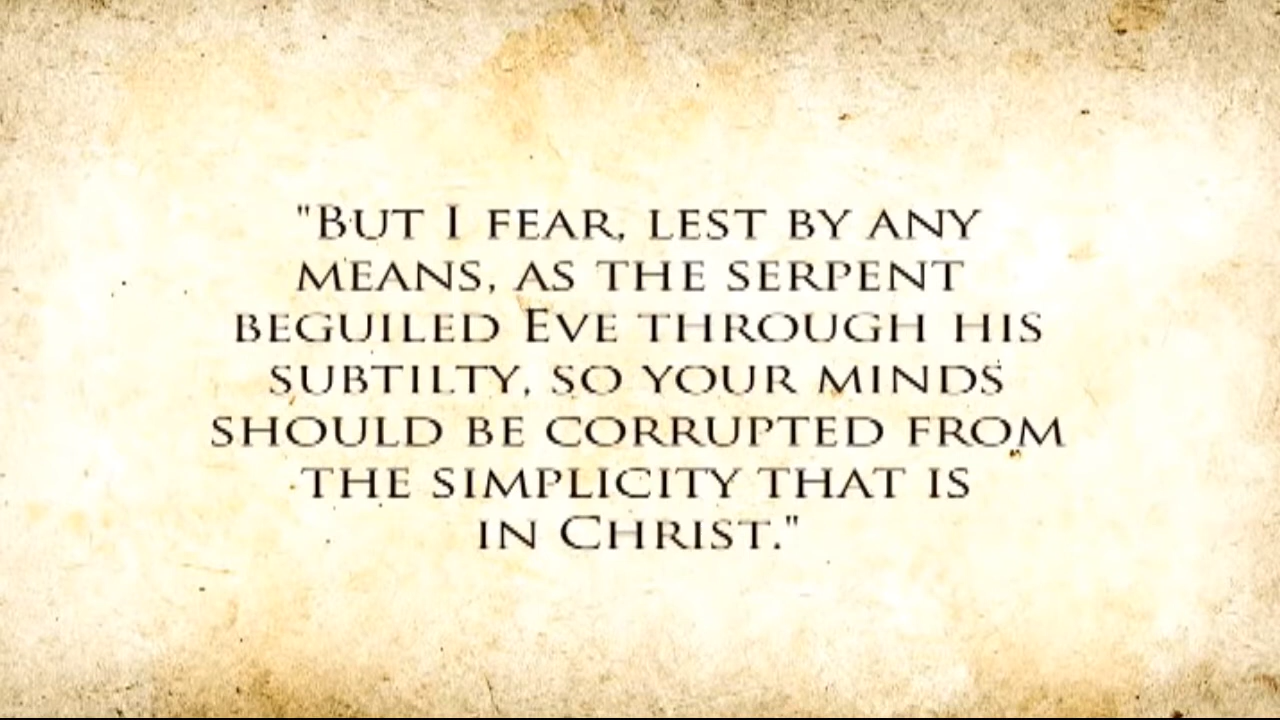 "But I fear, lest by any
means, as the serpent
beguiled Eve through his
subtilty, so your minds
should be corrupted from
the simplicity that is
in Christ."